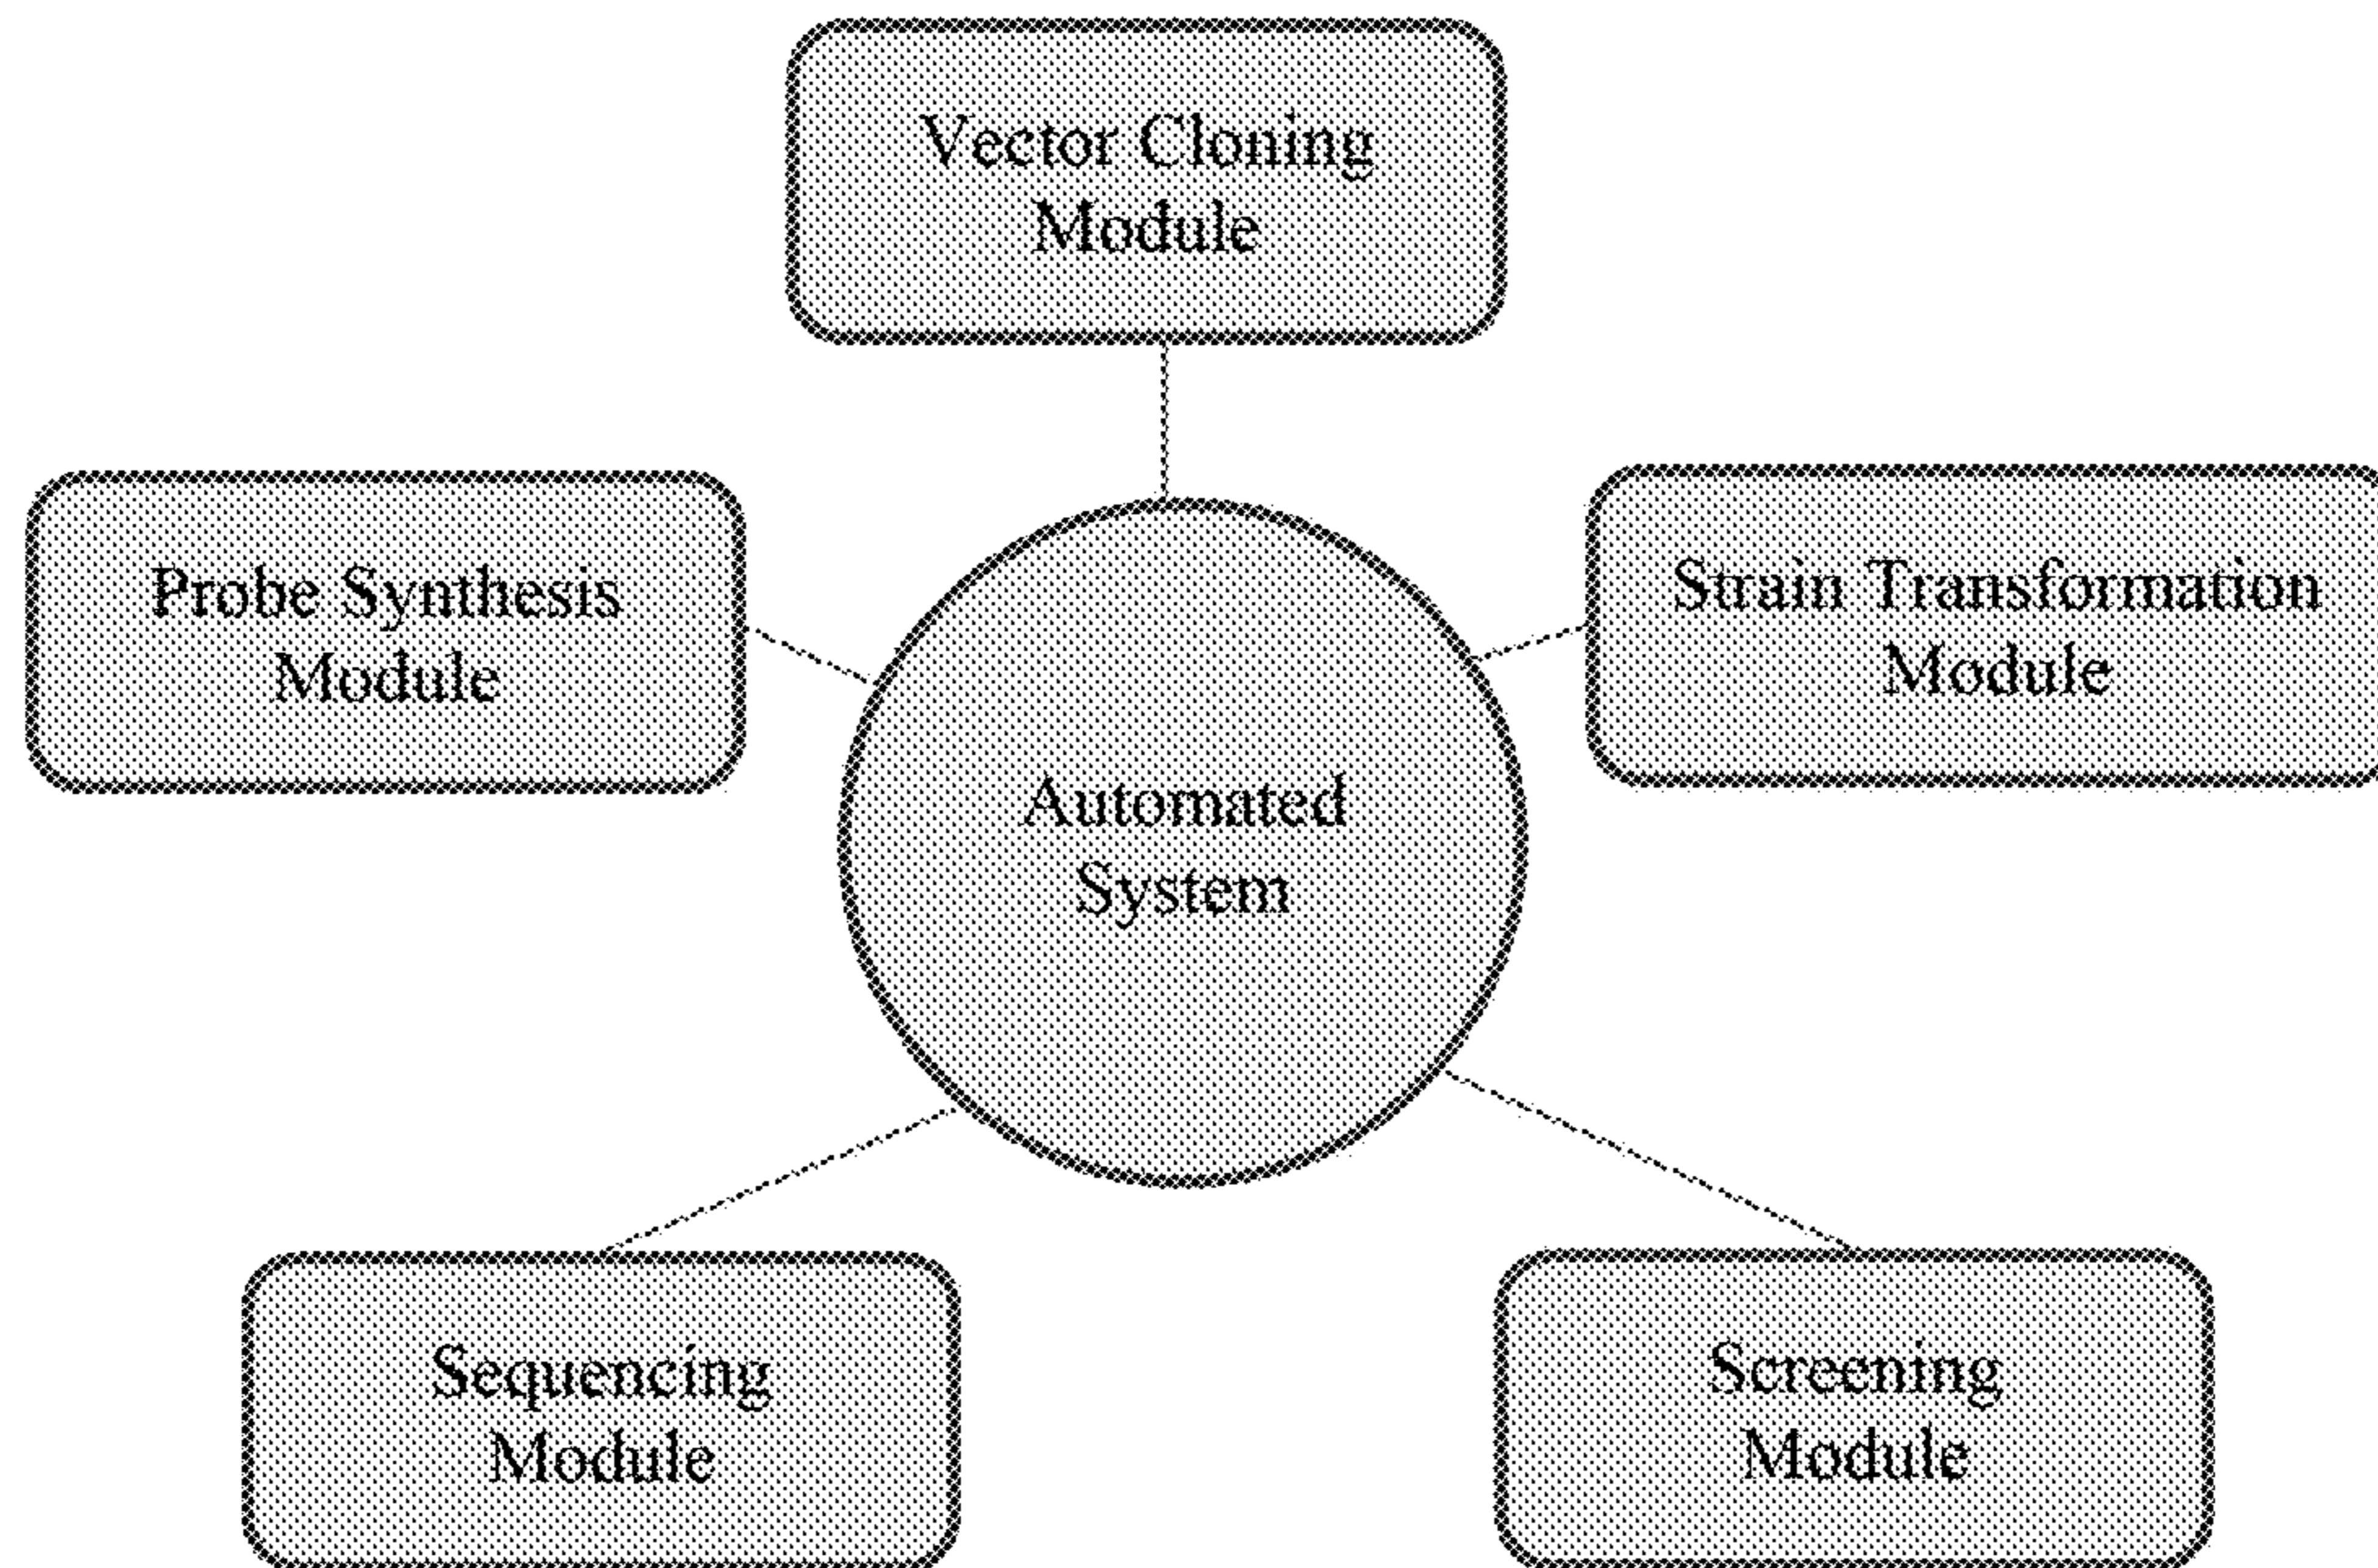 Vector Cloning
Module
Probe Synthesis
Module
Strain Transformation
Module
Automated
System
Sequencing
Module
Screening
Module